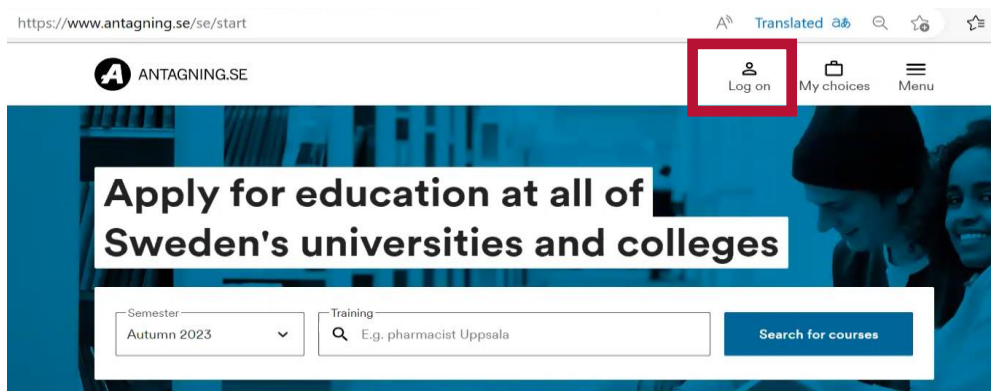 https://www.antagning.se/se/start
Translated
ANTAGNING.SE
Log on
My choices
Menu
Apply for education at all of
Sweden's universities and colleges
Semester
Training
Autumn 2023
E.g. pharmacist Uppsala
Search for courses